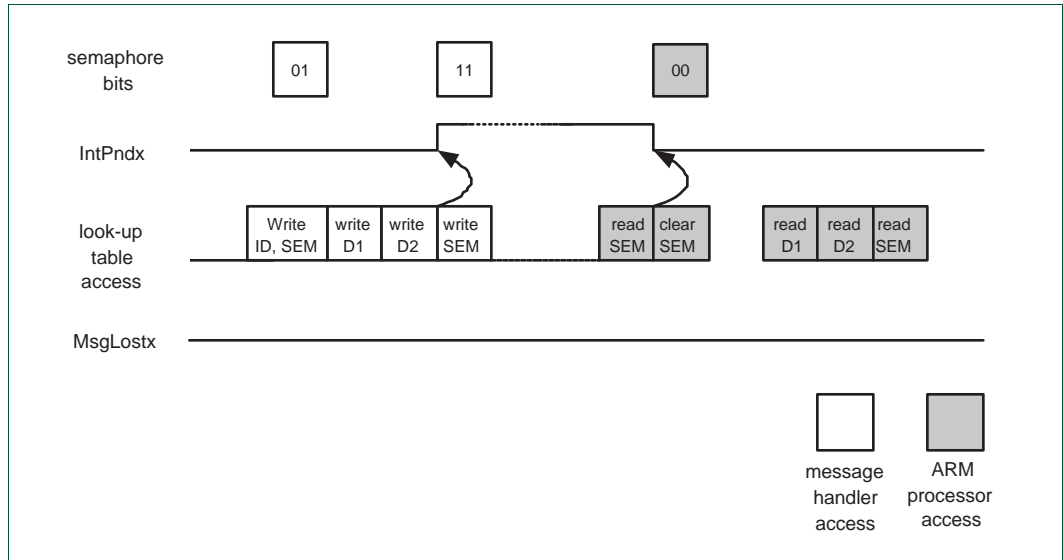 semaphore
bits
01
11
00
IntPndx
look-up
table
access
Write
ID, SEM
write
D1
write
D2
write
SEM
read
SEM
clear
SEM
read
D1
read
D2
read
SEM
MsgLostx
message
handler
access
ARM
processor
access